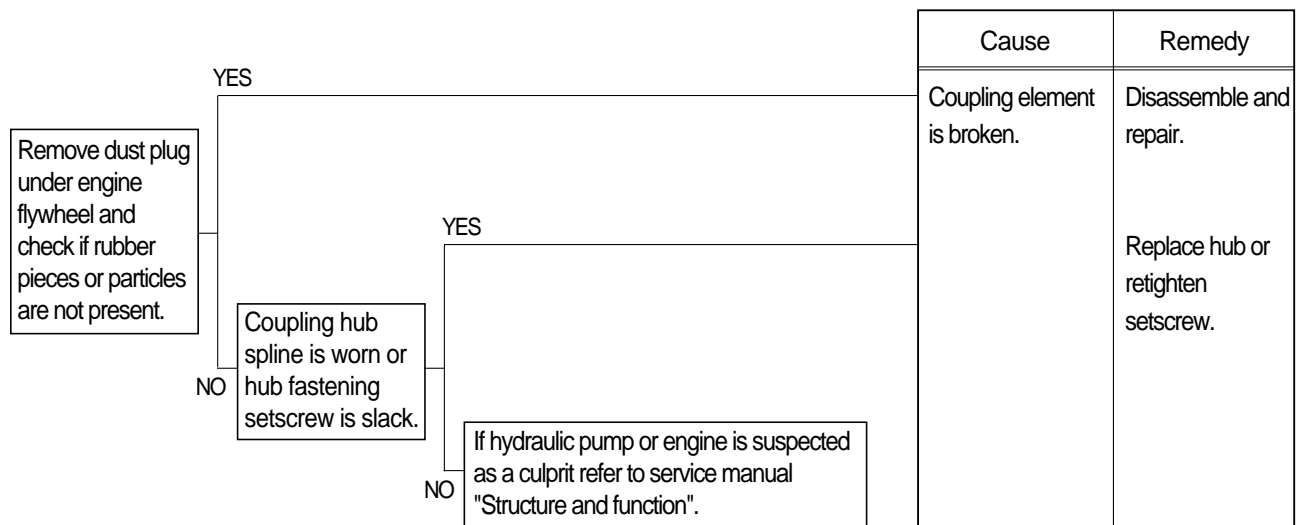 Cause
Remedy
YES
Coupling element
is broken.
Disassemble and
repair.
Remove dust plug
under engine
flywheel and
check if rubber
pieces or particles
are not present.
YES
Replace hub or
retighten
setscrew.
NO
Coupling hub
spline is worn or
hub fastening
setscrew is slack.
NO
If hydraulic pump or engine is suspected
as a culprit refer to service manual
"Structure and function".